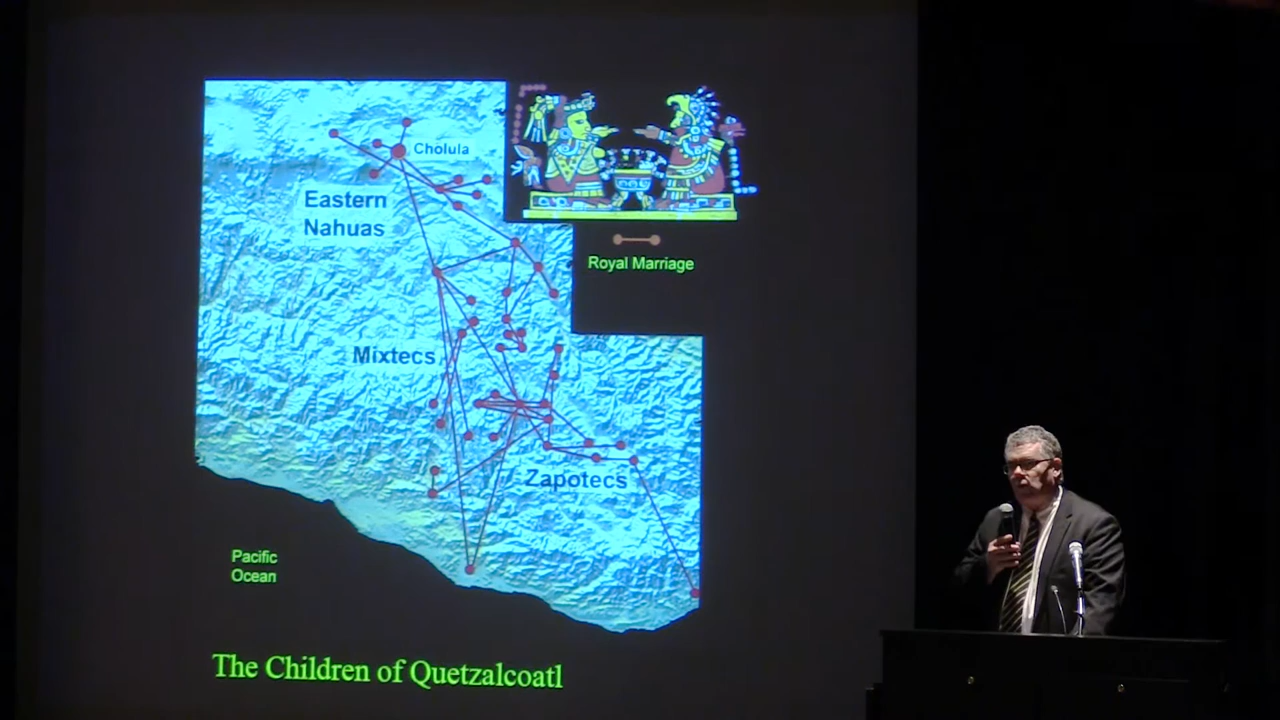 Cholula
Eastern
Nahuas
Royal Marriage
Mixtecs
Zapotecs
Pacific
Ocean
The Children of Quetzalcoatl